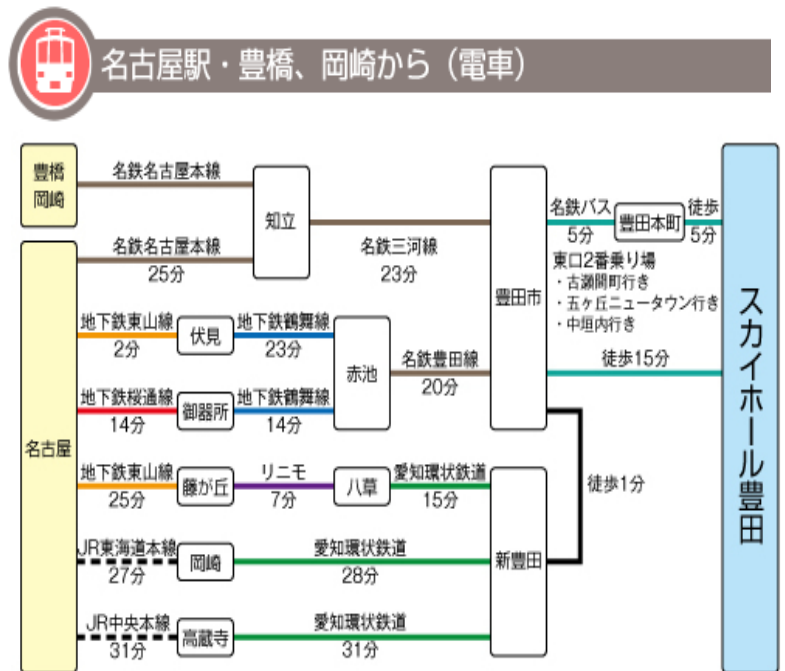 名古屋駅・豊橋、岡崎から（電車）
豊橋
岡崎
名鉄名古屋本線
知立
名鉄名古屋本線
25分
名鉄三河線
23分
豊田市
名鉄バス
5分
豊田本町
徒歩
5分
東口2番乗り場
・古瀬間町行き
・五ヶ丘ニュータウン行き
・中垣内行き
徒歩15分
スカイホール豊田
名古屋
地下鉄東山線
2分
伏見
地下鉄鶴舞線
23分
赤池
名鉄豊田線
20分
地下鉄桜通線
14分
御器所
地下鉄鶴舞線
14分
地下鉄東山線
25分
藤が丘
リニモ
7分
八草
愛知環状鉄道
15分
新豊田
徒歩1分
JR東海道本線
27分
岡崎
愛知環状鉄道
28分
JR中央本線
31分
高蔵寺
愛知環状鉄道
31分